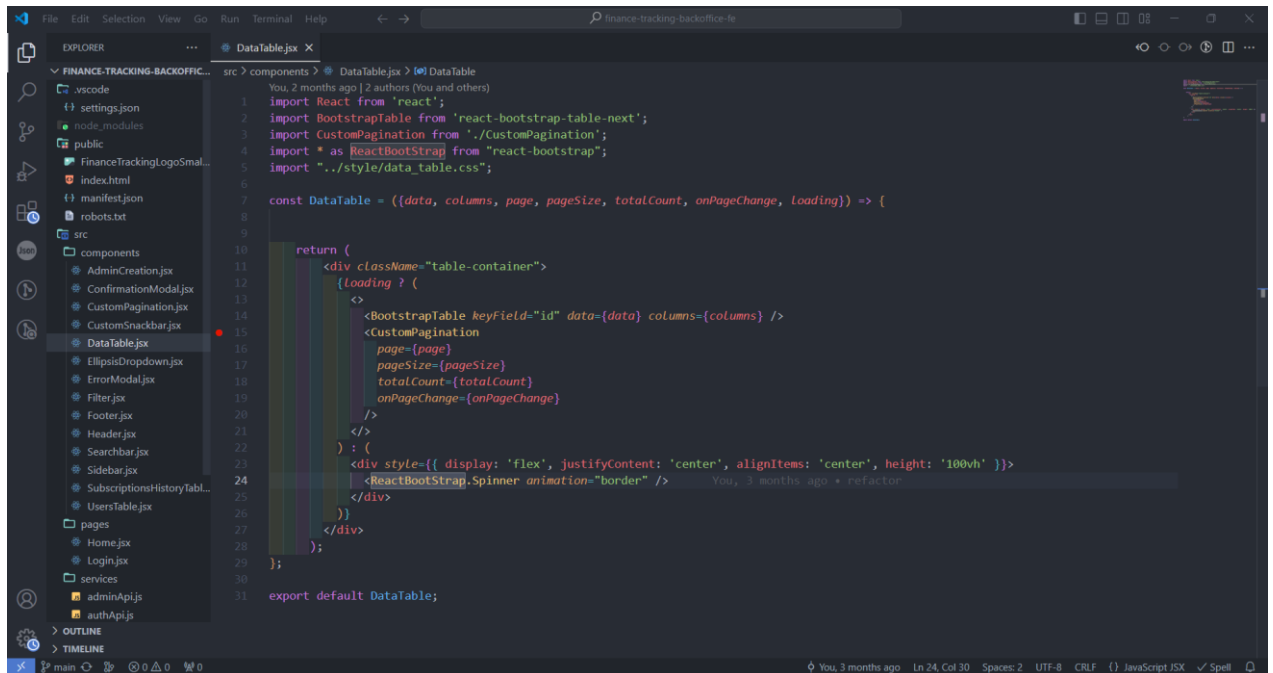 File Edit Selection View Go Run Terminal Help
finance-tracking-backoffice-fe
EXPLORER
DataTable.jsx
FINANCE-TRACKING-BACKOFFIC...
.vscode
settings.json
node_modules
public
FinanceTrackingLogoSmal...
index.html
manifest.json
robots.txt
src
components
AdminCreation.jsx
ConfirmationModal.jsx
CustomPagination.jsx
CustomSnackbar.jsx
DataTable.jsx
EllipsisDropdown.jsx
ErrorModal.jsx
Filter.jsx
Footer.jsx
Header.jsx
Searchbar.jsx
Sidebar.jsx
SubscriptionsHistoryTabl...
UsersTable.jsx
pages
Home.jsx
Login.jsx
services
adminApi.js
authApi.js
OUTLINE
TIMELINE
Json
src > components > DataTable.jsx > DataTable
You, 2 months ago | 2 authors (You and others)
1 import React from 'react';
2 import BootstrapTable from 'react-bootstrap-table-next';
3 import CustomPagination from './CustomPagination';
4 import * as ReactBootStrap from "react-bootstrap";
5 import "../style/data_table.css";
6
7 const DataTable = ({data, columns, page, pageSize, totalCount, onPageChange, loading}) => {
8
9
10 return (
11 <div className="table-container">
12 {loading ? (
13 <>
14 <BootstrapTable keyField="id" data={data} columns={columns} />
15 <CustomPagination
16 page={page}
17 pageSize={pageSize}
18 totalCount={totalCount}
19 onPageChange={onPageChange}
20 />
21 </>
22 ) : (
23 <div style={{ display: 'flex', justifyContent: 'center', alignItems: 'center', height: '100vh' }}>
24 <ReactBootStrap.Spinner animation="border" /> You, 3 months ago • refactor
25 </div>
26 )}
27 </div>
28 );
29 };
30
31 export default DataTable;
main 0 0 0 You, 3 months ago Ln 24, Col 30 Spaces: 2 UTF-8 CRLF {} JavaScript JSX Spell